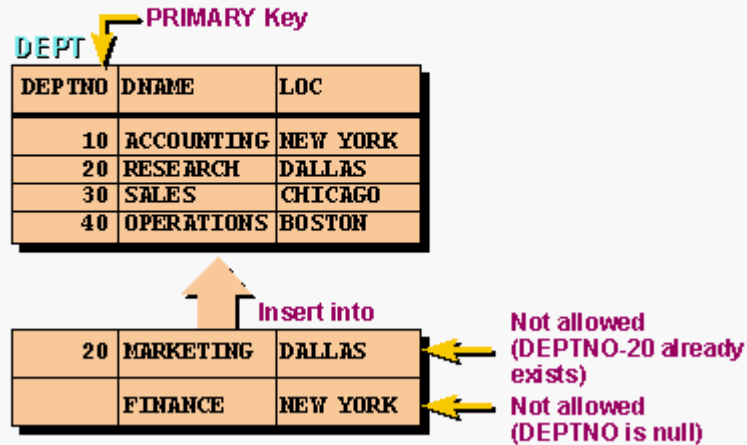 PRIMARY Key
DEPT
DEPTNO DNAME LOC
10 ACCOUNTING NEW YORK
20 RESEARCH DALLAS
30 SALES CHICAGO
40 OPERATIONS BOSTON
Insert into
20 MARKETING DALLAS
Not allowed
(DEPTNO-20 already
exists)
FINANCE NEW YORK
Not allowed
(DEPTNO is null)